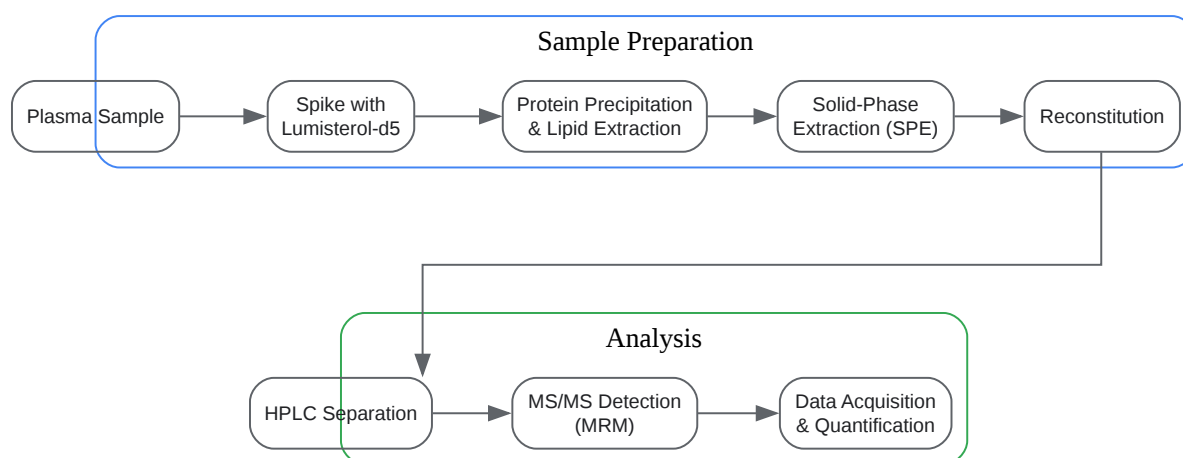 Sample Preparation
Plasma Sample
Spike with
Lumisterol-d5
Protein Precipitation
& Lipid Extraction
Solid-Phase
Extraction (SPE)
Reconstitution
Analysis
HPLC Separation
MS/MS Detection
(MRM)
Data Acquisition
& Quantification